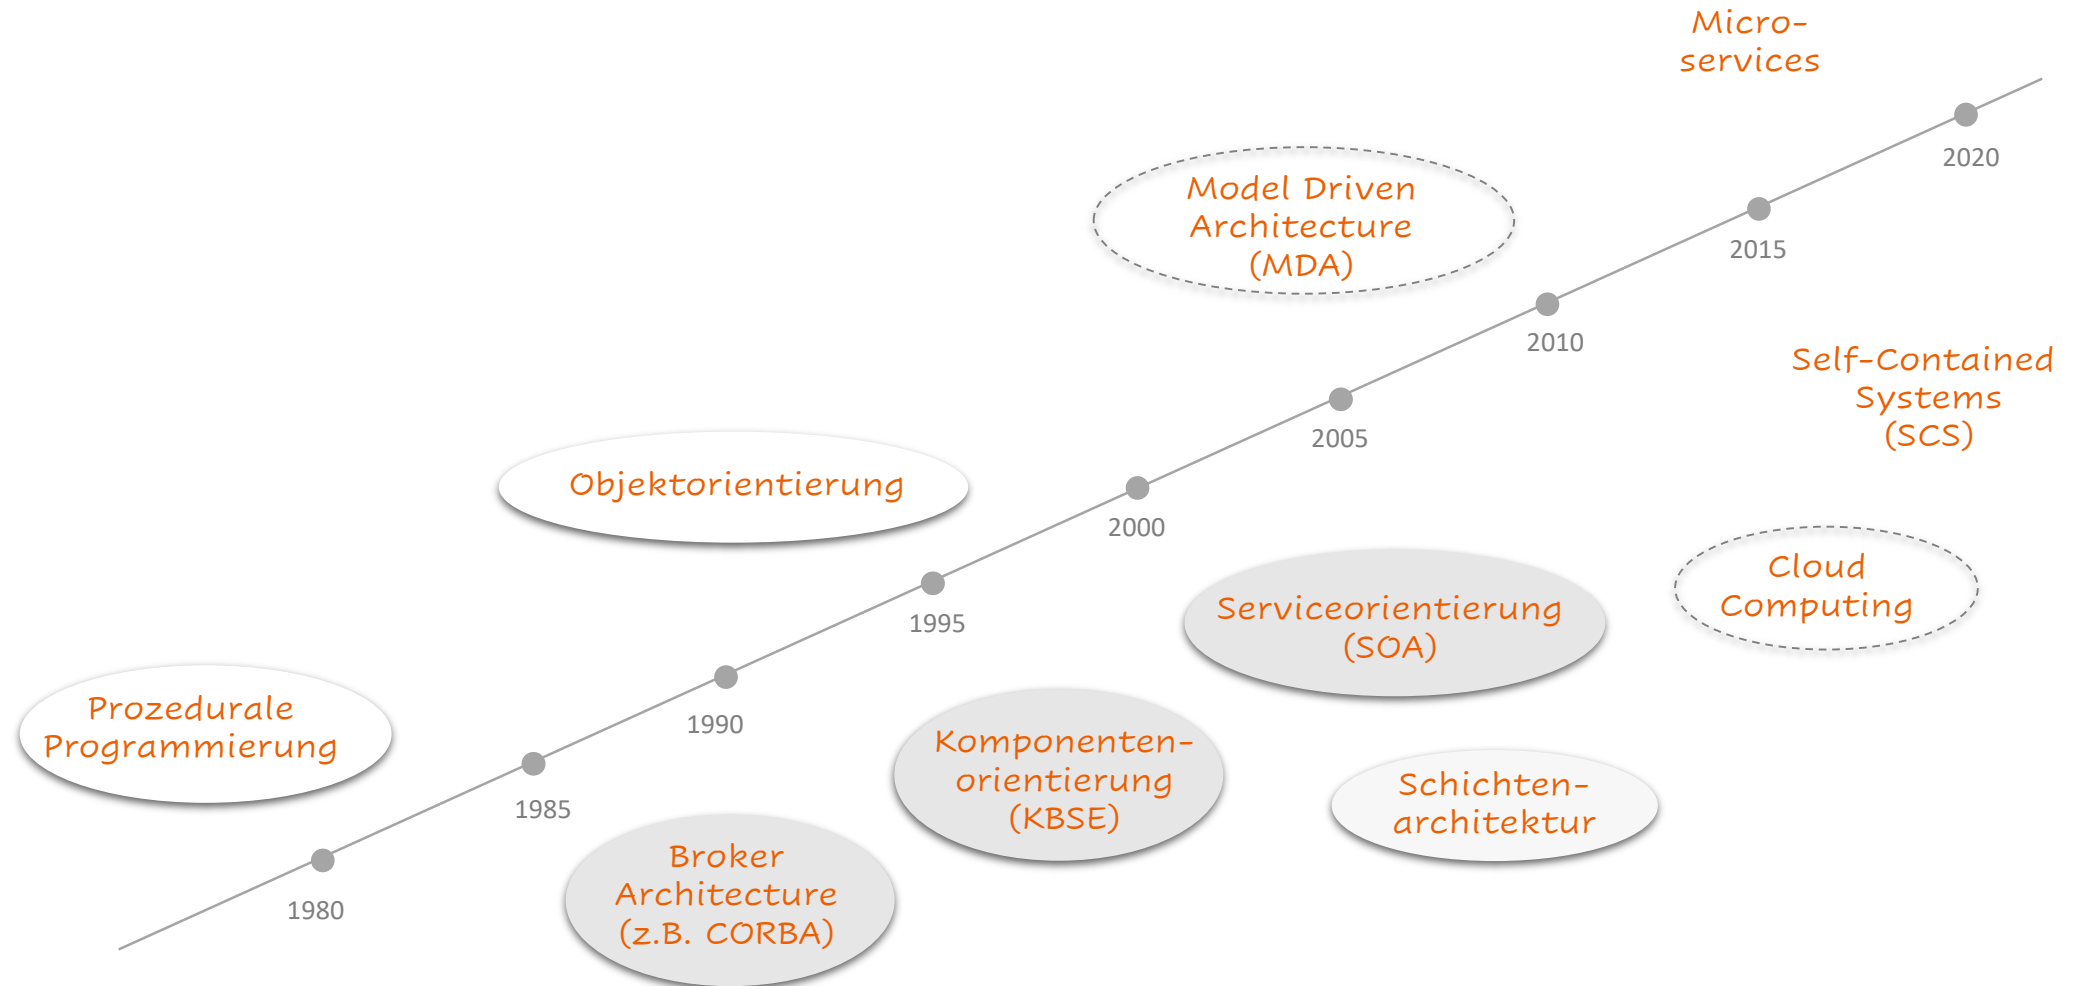 Micro-
services
2020
Model Driven
Architecture
(MDA)
2015
2010
Self-Contained
Systems
(SCS)
2005
Objektorientierung
2000
Cloud
Computing
Serviceorientierung
(SOA)
1995
Prozedurale
Programmierung
1990
Komponenten-
orientierung
(KBSE)
Schichten-
architektur
1985
Broker
Architecture
(z.B. CORBA)
1980